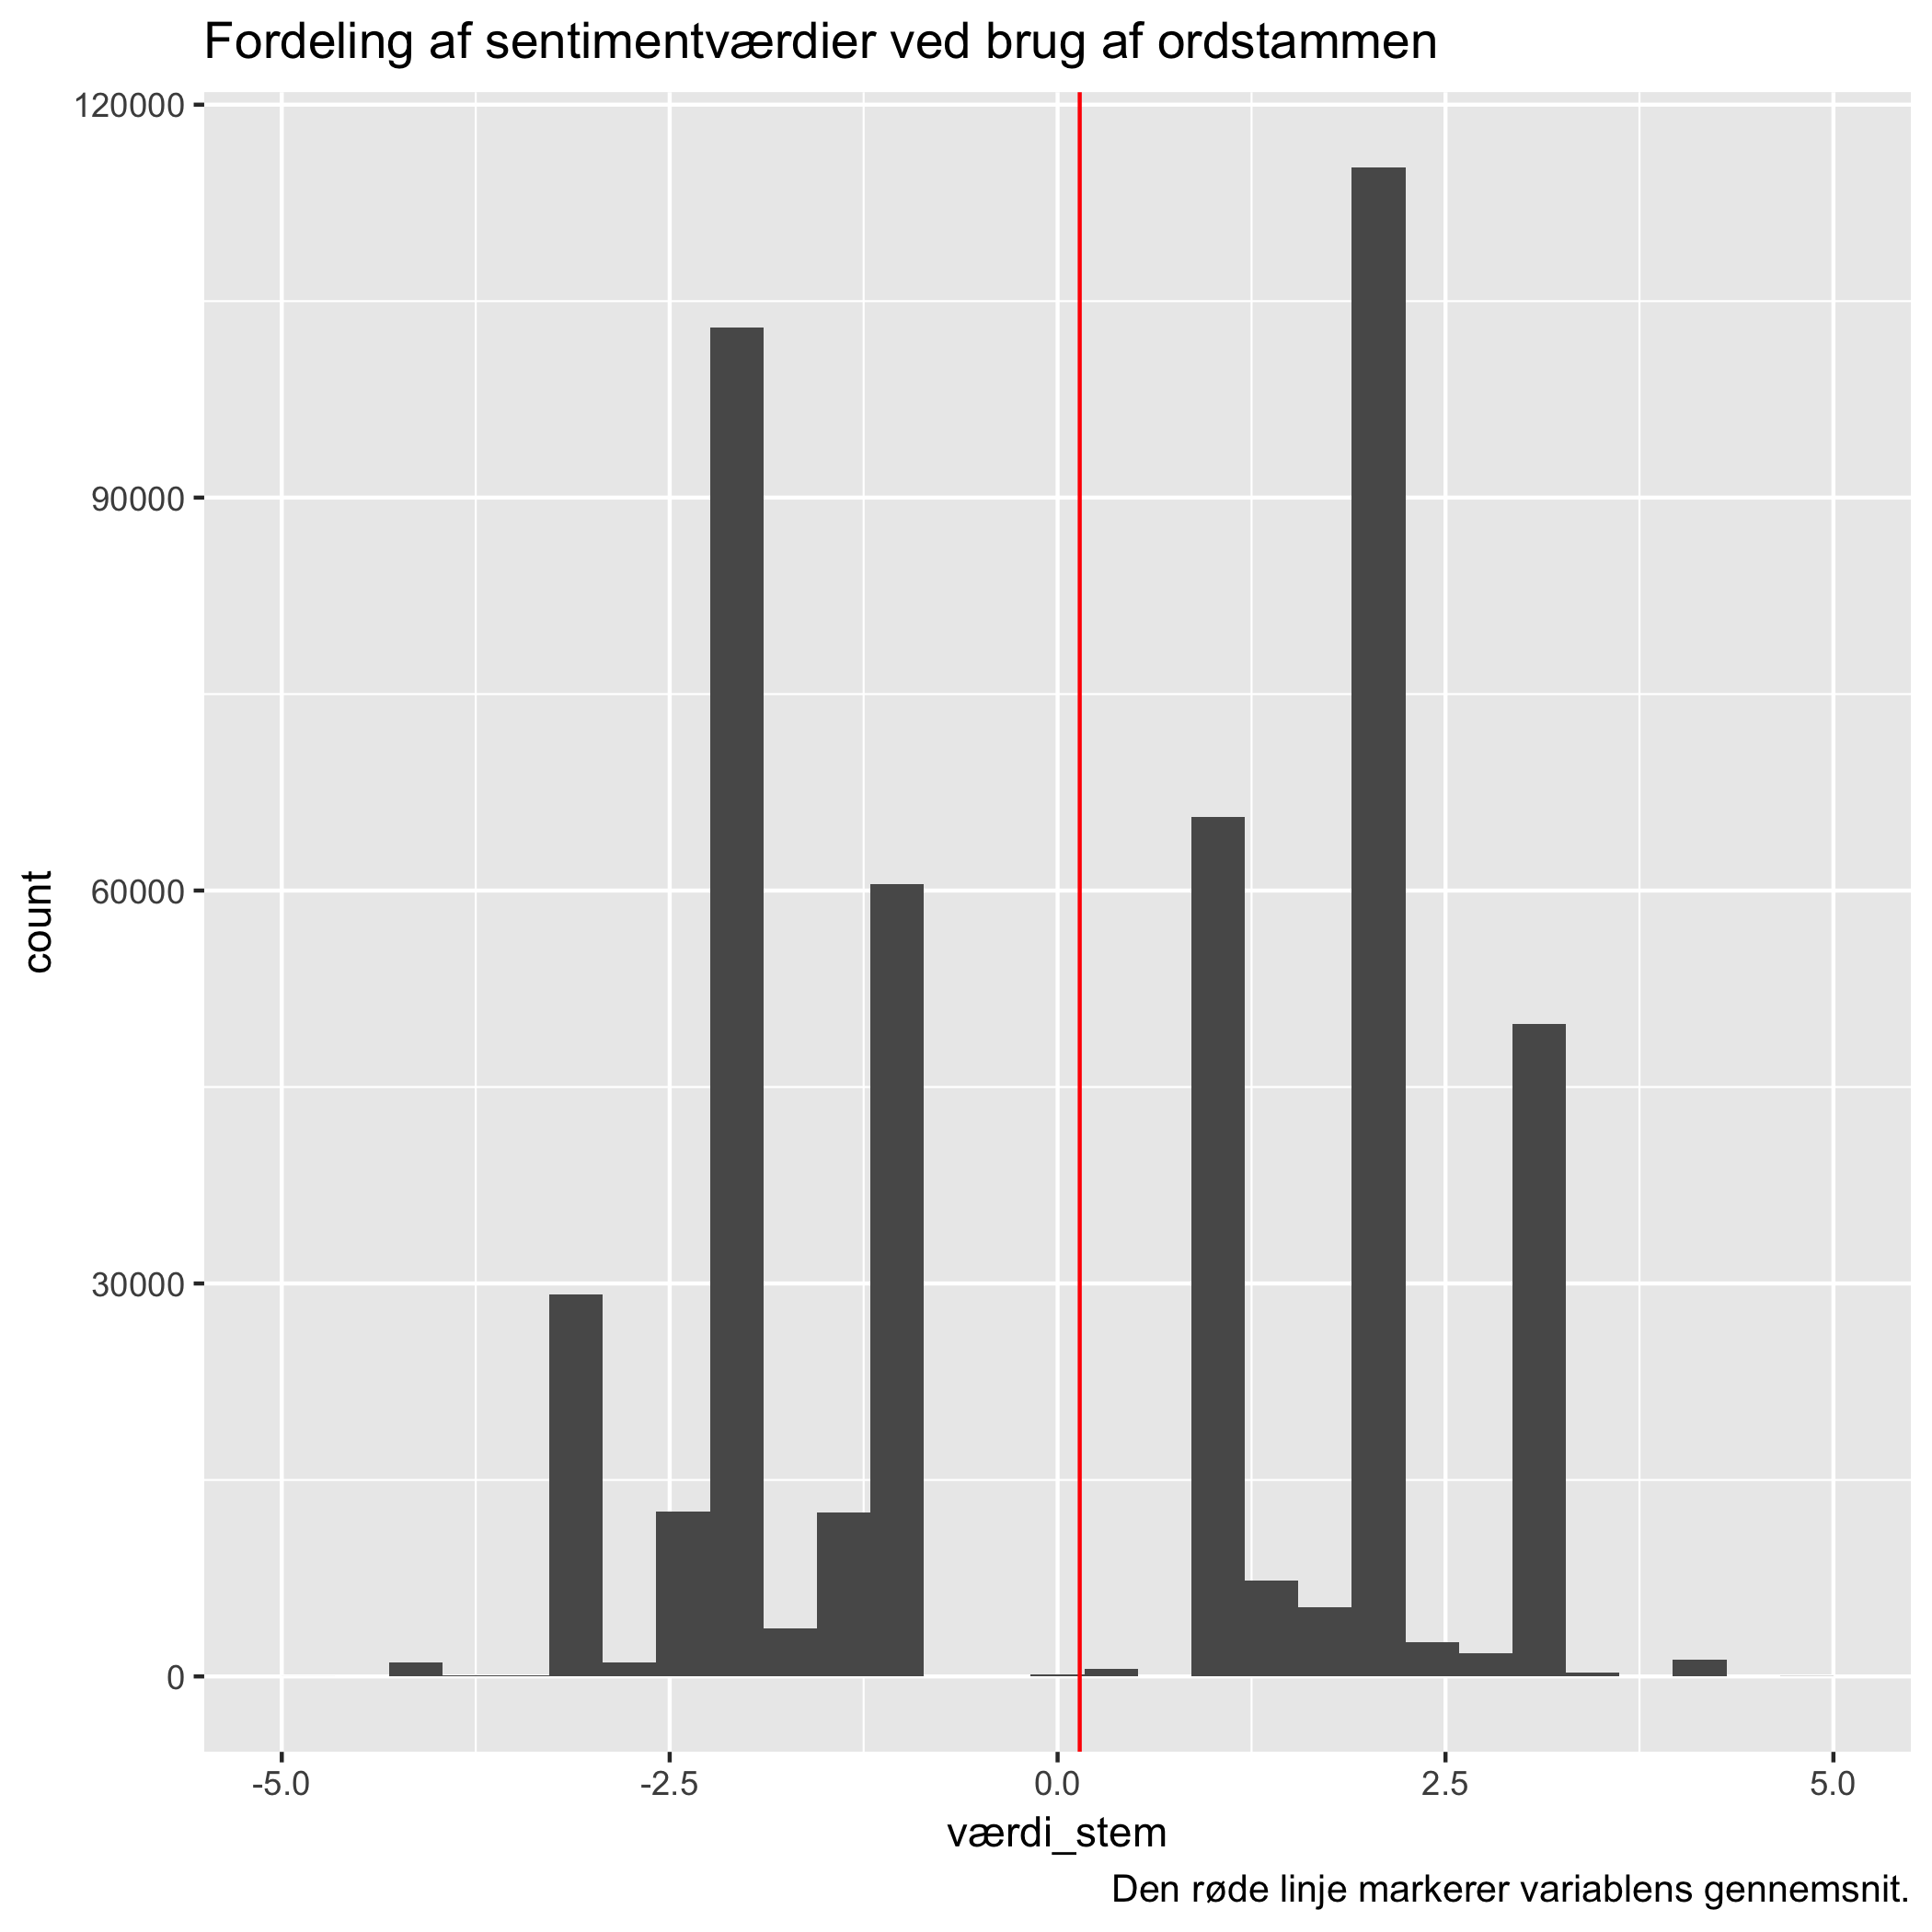 Fordeling af sentimentværdier ved brug af ordstammen
120000
90000
60000
30000
0
count
-5.0 -2.5 0.0 2.5 5.0
værdi_stem
Den røde linje markerer variablens gennemsnit.